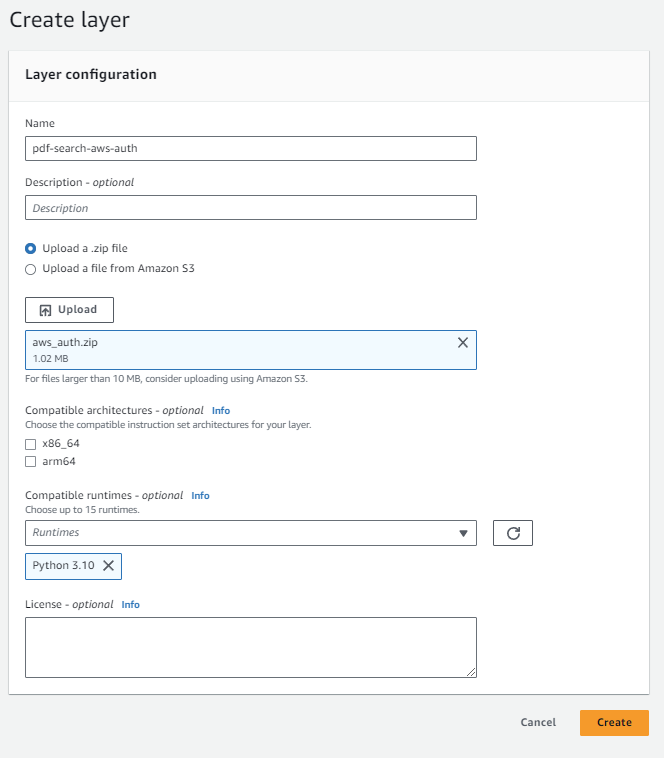 Create layer
Layer configuration
Name
pdf-search-aws-auth
Description - optional
Description
Upload a .zip file
Upload a file from Amazon S3
Upload
aws_auth.zip
1.02 MB
For files larger than 10 MB, consider uploading using Amazon S3.
Compatible architectures - optional Info
Choose the compatible instruction set architectures for your layer.
x86_64
arm64
Compatible runtimes - optional Info
Choose up to 15 runtimes.
Runtimes
Python 3.10
License - optional Info
Cancel Create